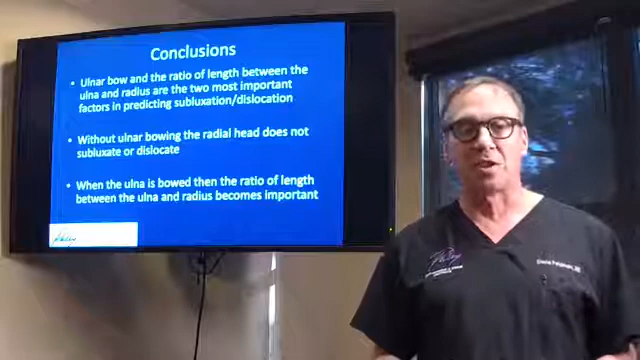 Conclusions
• Ulnar bow and the ratio of length between the
ulna and radius are the two most important
factors in predicting subluxation/dislocation
• Without ulnar bowing the radial head does not
subluxate or dislocate
• When the ulna is bowed then the ratio of length
between the ulna and radius becomes important
Paley